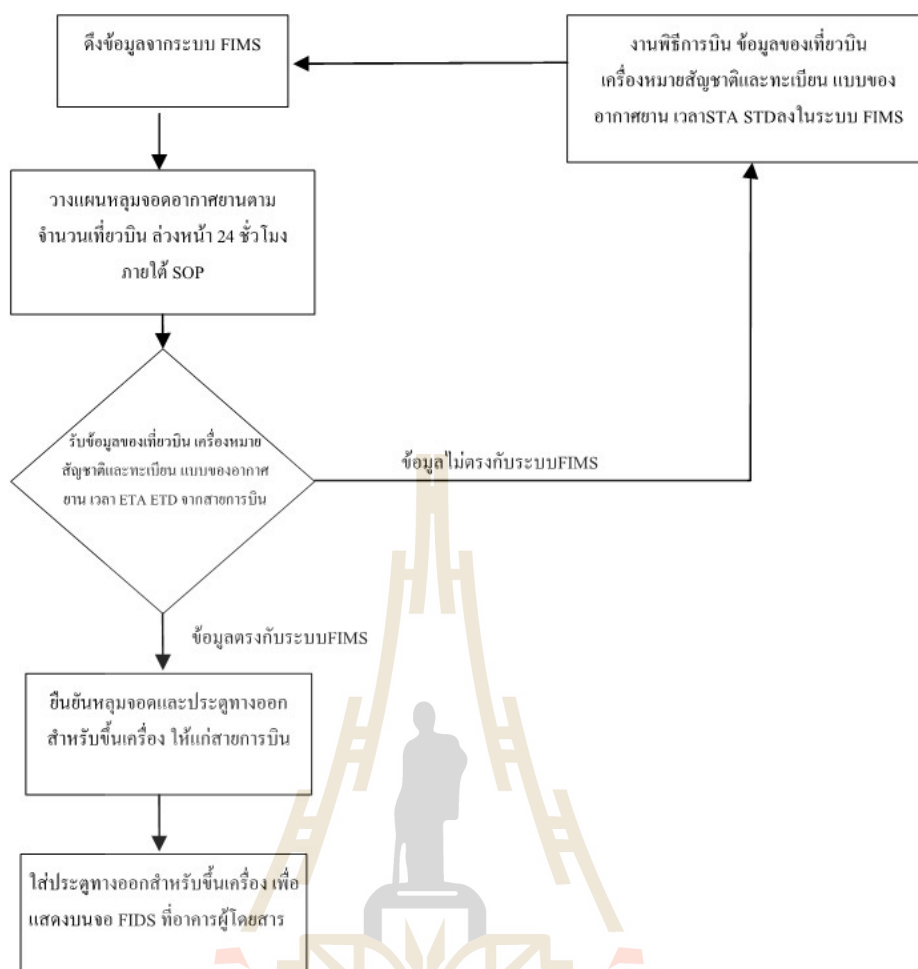 ดึงข้อมูลจากระบบ FIMS
งานพิธีการบิน ข้อมูลของเที่ยวบิน
เครื่องหมายสัญชาติและทะเบียน แบบของ
อากาศยาน เวลาSTA STDลงในระบบ FIMS
วางแผนหลุมจอดอากาศยานตาม
จำนวนเที่ยวบิน ล่วงหน้า 24 ชั่วโมง
ภายใต้ SOP
รับข้อมูลของเที่ยวบิน เครื่องหมาย
สัญชาติและทะเบียน แบบของอากาศ
ยาน เวลา ETA ETD จากสายการบิน
ข้อมูลไม่ตรงกับระบบFIMS
ข้อมูลตรงกับระบบFIMS
ยืนยันหลุมจอดและประตูทางออก
สำหรับขึ้นเครื่อง ให้แก่สายการบิน
ใส่ประตูทางออกสำหรับขึ้นเครื่อง เพื่อ
แสดงบนจอ FIDS ที่อาคารผู้โดยสาร